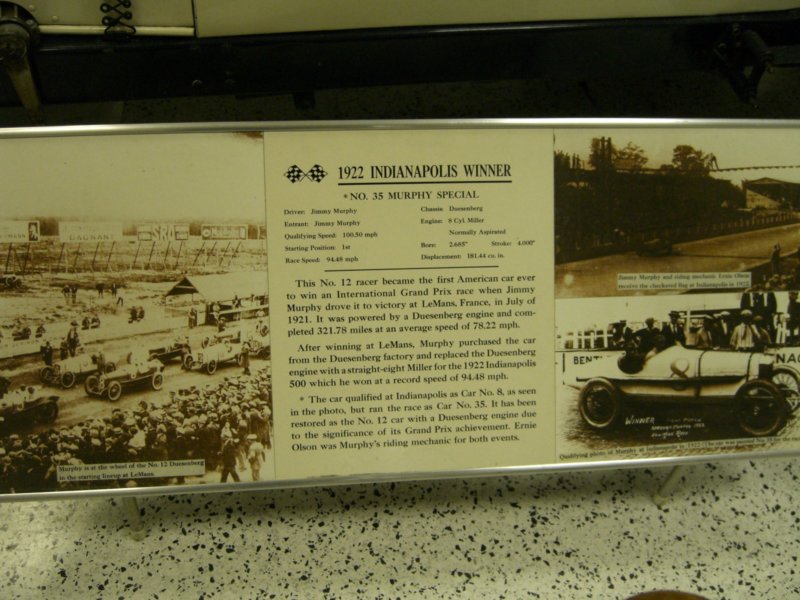 1922 INDIANAPOLIS WINNER
*NO. 35 MURPHY SPECIAL
Driver: Jimmy Murphy
Entrant: Jimmy Murphy
Qualifying Speed: 100.50 mph
Starting Position: 1st
Race Speed: 94.48 mph
Chassis: Duesenberg
Engine: 8 Cyl. Miller
Normally Aspirated
Bore: 2.685" Stroke: 4.000"
Displacement: 181.44 cu. in.
This No. 12 racer became the first American car ever
to win an International Grand Prix race when Jimmy
Murphy drove it to victory at LeMans, France, in July of
1921. It was powered by a Duesenberg engine and com-
pleted 321.78 miles at an average speed of 78.22 mph.
After winning at LeMans, Murphy purchased the car
from the Duesenberg factory and replaced the Duesenberg
engine with a straight-eight Miller for the 1922 Indianapolis
500 which he won at a record speed of 94.48 mph.
* The car qualified at Indianapolis as Car No. 8, as seen
in the photo, but ran the race as Car No. 35. It has been
restored as the No. 12 car with a Duesenberg engine due
to the significance of its Grand Prix achievement. Ernie
Olson was Murphy's riding mechanic for both events.
Murphy is at the wheel of the No. 12 Duesenberg
in the starting lineup at LeMans.
Jimmy Murphy and riding mechanic Ernie Olson
receive the checkered flag at Indianapolis in 1922.
BENT
NAG
8
WINNER
Qualifying photo of Murphy at